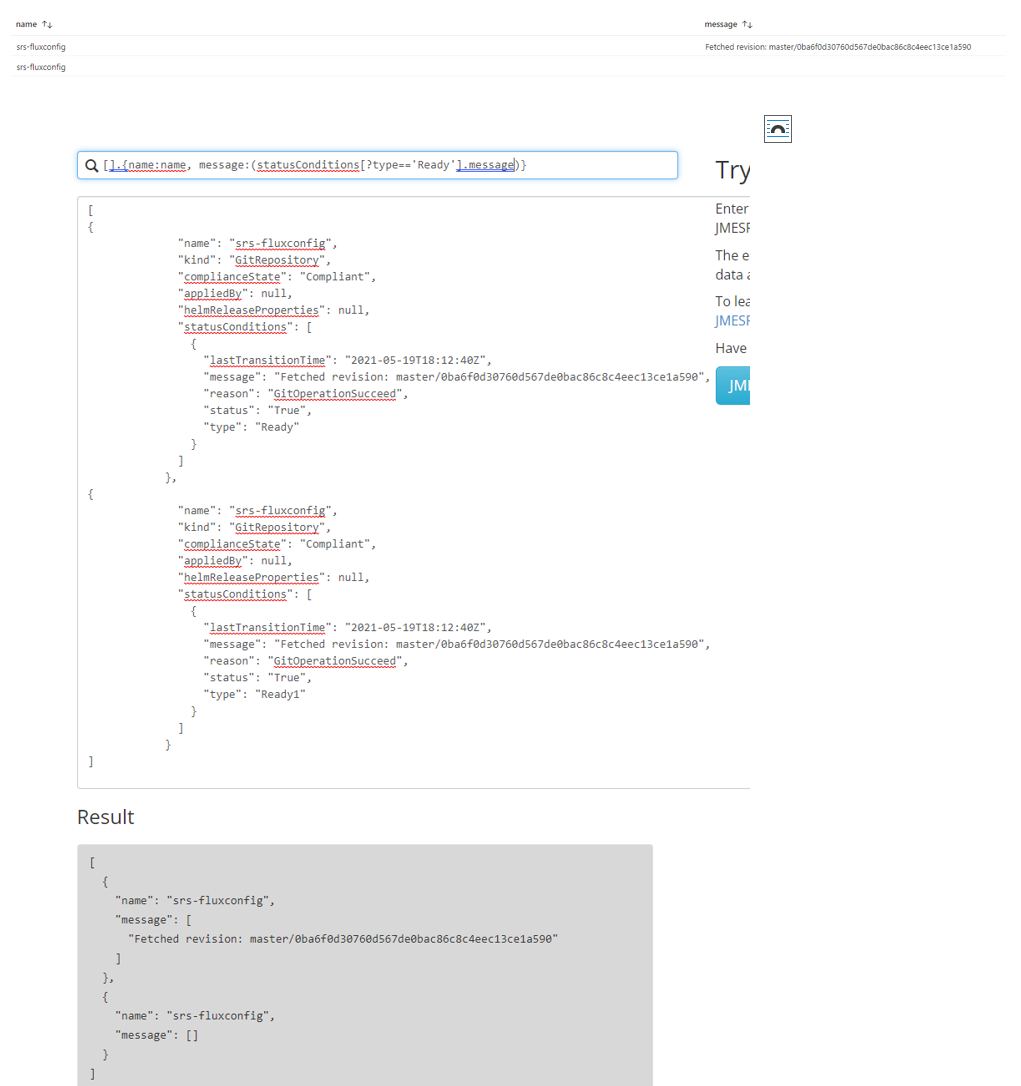 name ↑↓ message ↑↓
srs-fluxconfig Fetched revision: master/0ba6f0d30760d567de0bac86c8c4eec13ce1a590
srs-fluxconfig
[].{name:name, message:(statusConditions[?type=='Ready'].message)}
Try
Enter
JMESP
The e
data a
To lea
JMESP
Have
JM
[
{
"name": "srs-fluxconfig",
"kind": "GitRepository",
"complianceState": "Compliant",
"appliedBy": null,
"helmReleaseProperties": null,
"statusConditions": [
{
"lastTransitionTime": "2021-05-19T18:12:40Z",
"message": "Fetched revision: master/0ba6f0d30760d567de0bac86c8c4eec13ce1a590",
"reason": "GitOperationSucceed",
"status": "True",
"type": "Ready"
}
]
},
{
"name": "srs-fluxconfig",
"kind": "GitRepository",
"complianceState": "Compliant",
"appliedBy": null,
"helmReleaseProperties": null,
"statusConditions": [
{
"lastTransitionTime": "2021-05-19T18:12:40Z",
"message": "Fetched revision: master/0ba6f0d30760d567de0bac86c8c4eec13ce1a590",
"reason": "GitOperationSucceed",
"status": "True",
"type": "Ready1"
}
]
}
]
Result
[
{
"name": "srs-fluxconfig",
"message": [
"Fetched revision: master/0ba6f0d30760d567de0bac86c8c4eec13ce1a590"
]
},
{
"name": "srs-fluxconfig",
"message": []
}
]